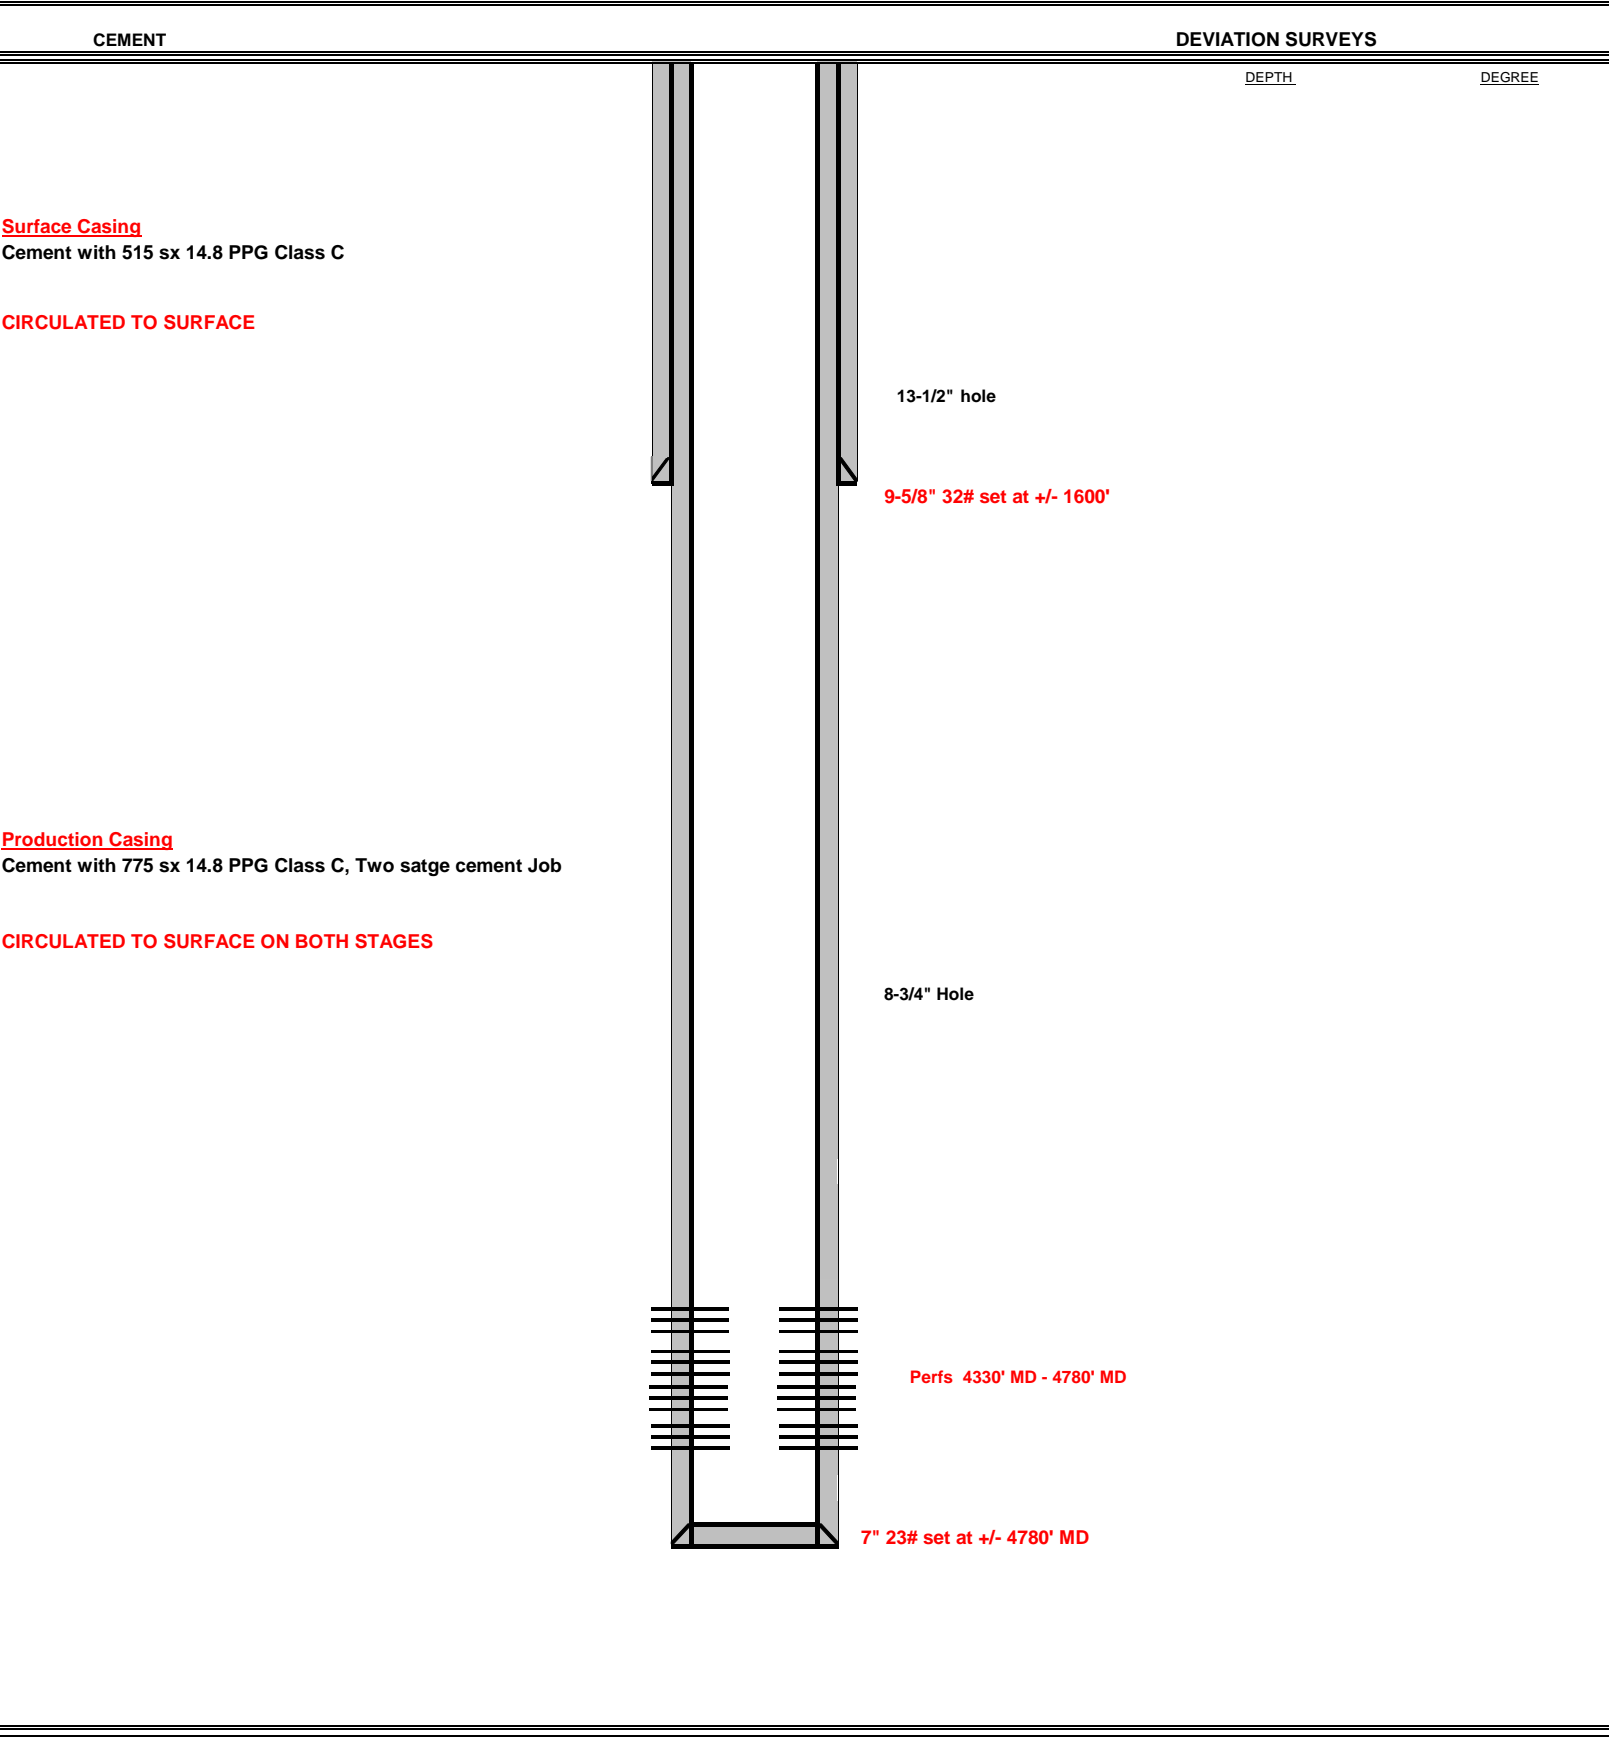 CEMENT
DEVIATION SURVEYS
DEPTH
DEGREE
Surface Casing
Cement with 515 sx 14.8 PPG Class C
CIRCULATED TO SURFACE
13-1/2" hole
9-5/8" 32# set at +/- 1600'
Production Casing
Cement with 775 sx 14.8 PPG Class C, Two satge cement Job
CIRCULATED TO SURFACE ON BOTH STAGES
8-3/4" Hole
Perfs 4330' MD - 4780' MD
7" 23# set at +/- 4780' MD